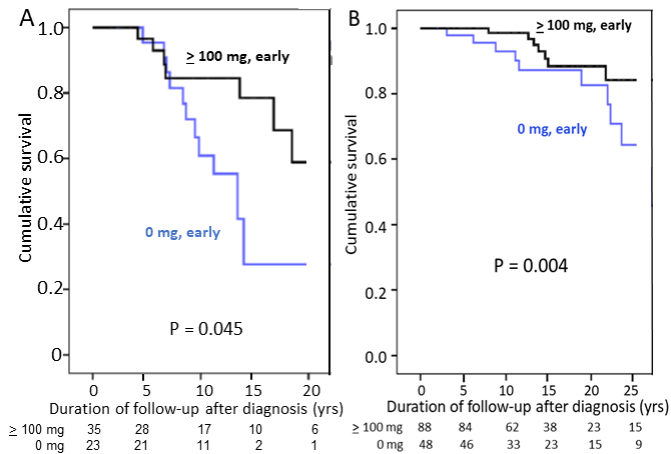 A
Cumulative survival
1.0
0.8
0.6
0.4
0.2
0
≥ 100 mg, early
0 mg, early
P = 0.045
0 5 10 15 20
Duration of follow-up after diagnosis (yrs)
≥ 100 mg 35 28 17 10 6
0 mg 23 21 11 2 1
B
Cumulative survival
1.0
0.8
0.6
0.4
0.2
0.0
≥ 100 mg, early
0 mg, early
P = 0.004
0 5 10 15 20 25
Duration of follow-up after diagnosis (yrs)
≥ 100 mg 88 84 62 38 23 15
0 mg 48 46 33 23 15 9